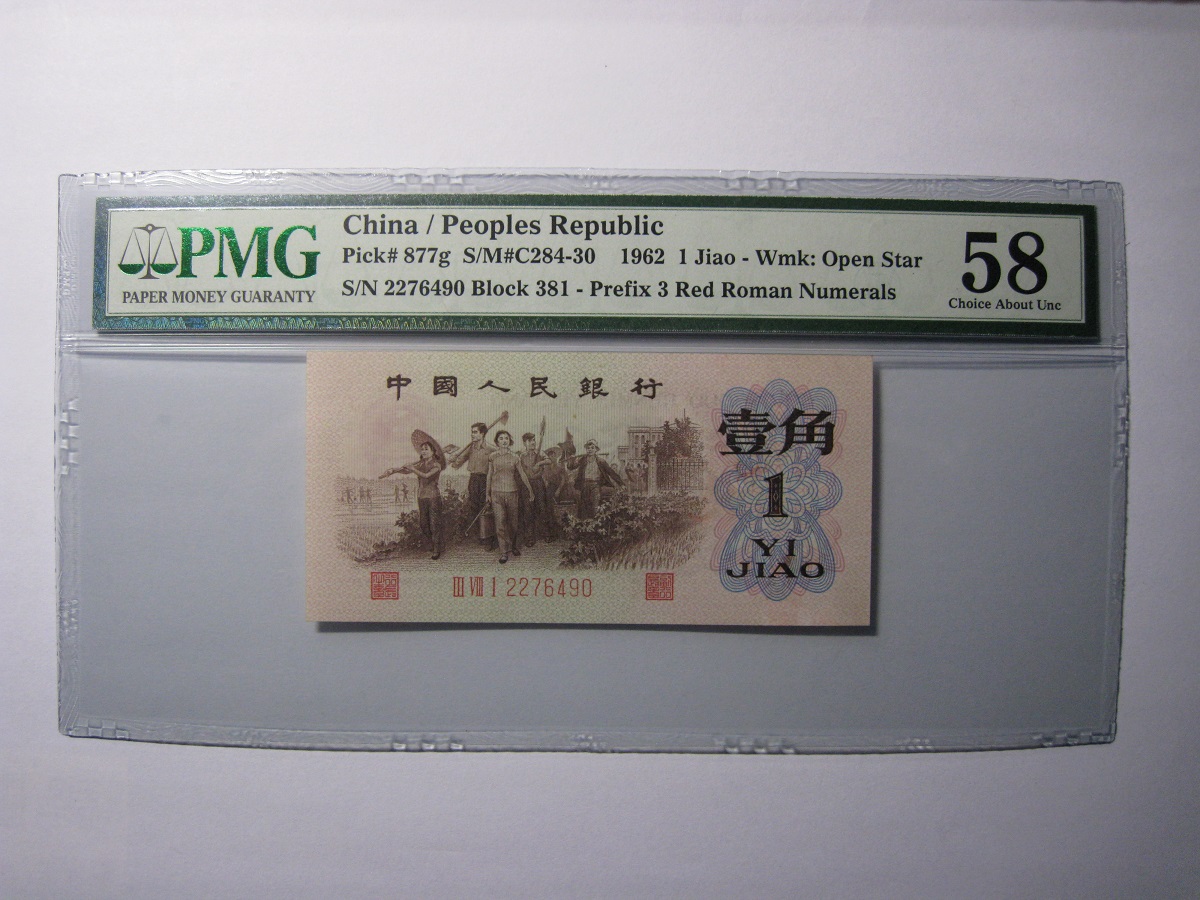 PMG
PAPER MONEY GUARANTY
China / Peoples Republic
Pick# 877g S/M#C284-30 1962 1 Jiao - Wmk: Open Star
S/N 2276490 Block 381 - Prefix 3 Red Roman Numerals
58
Choice About Unc
中國人民銀行
壹角
1
YI
JIAO
III VIII I 2276490